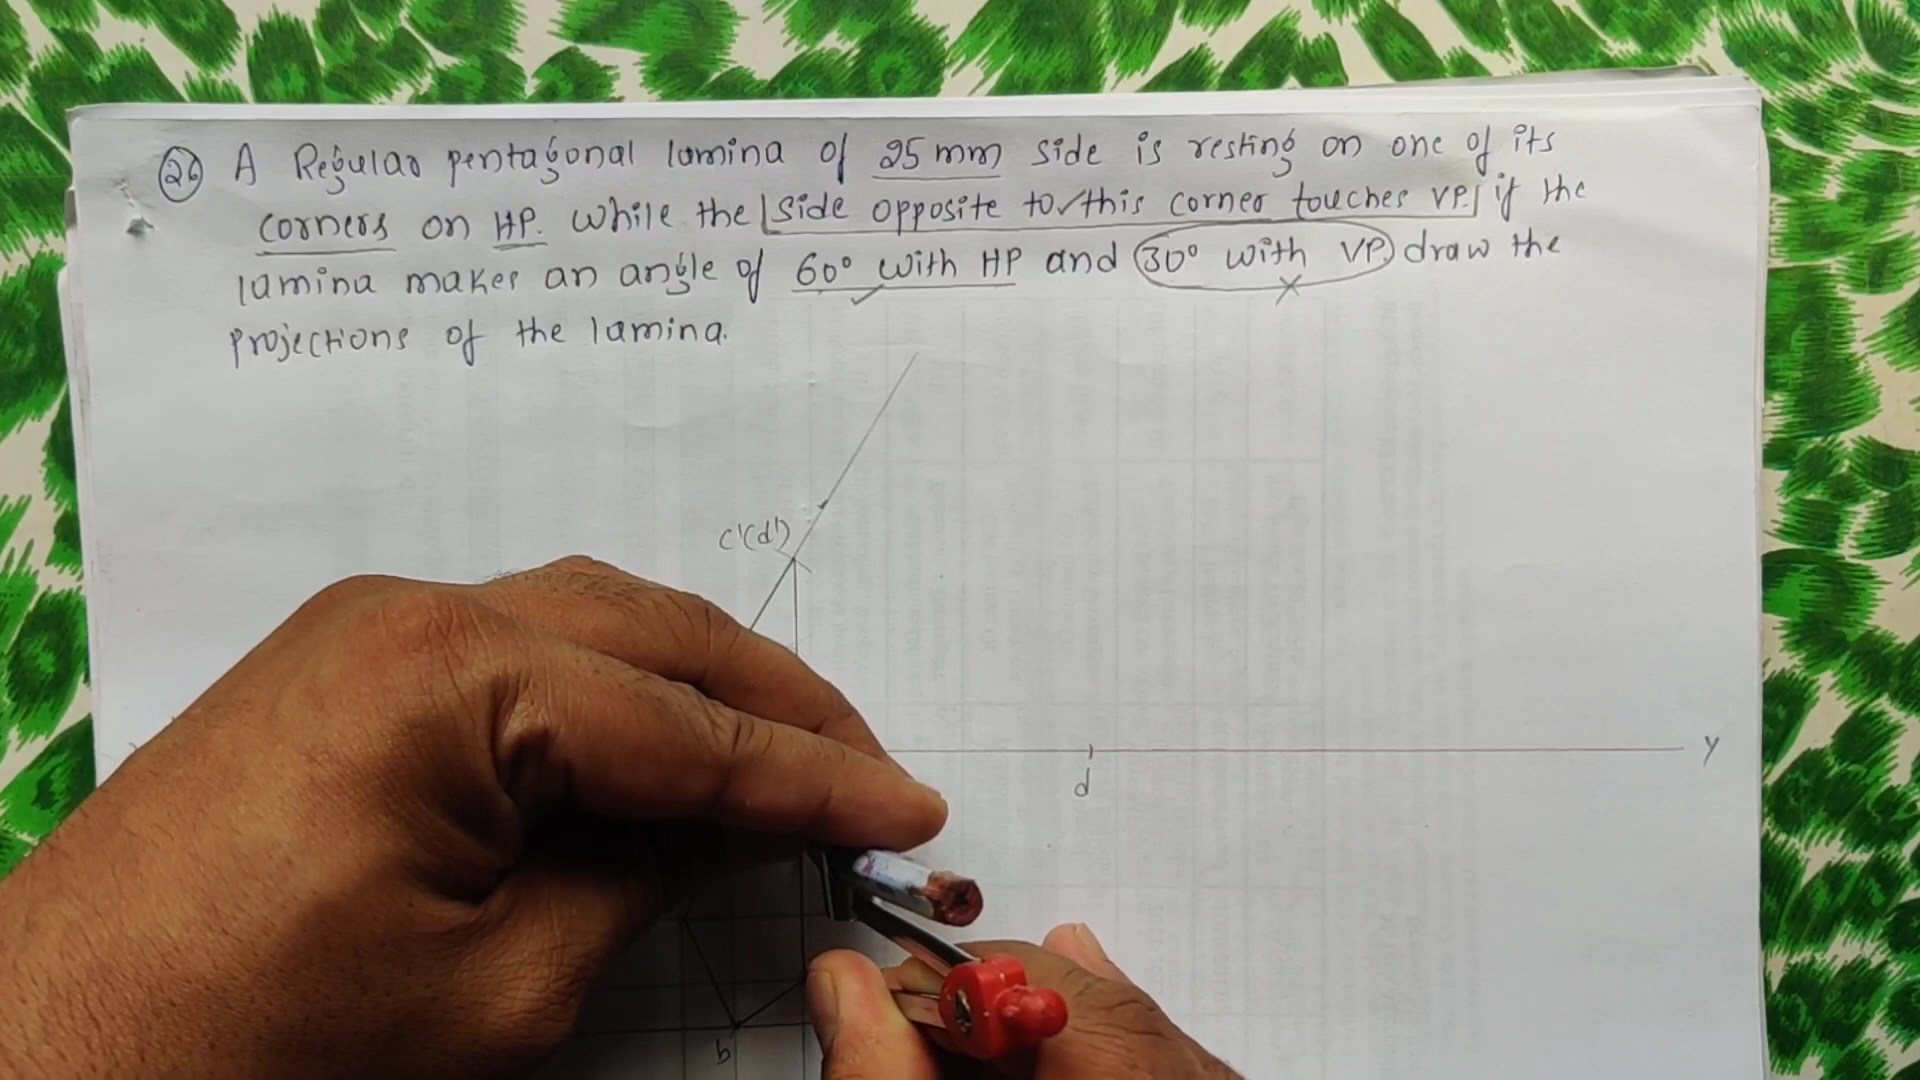 26 A Regular pentagonal lamina of 25 mm side is resting on one of its
corners on HP. while the side opposite to this corner touches VP. if the
lamina makes an angle of 60° with HP and 30° with VP. draw the
projections of the lamina.
c'(d')
y
d
b